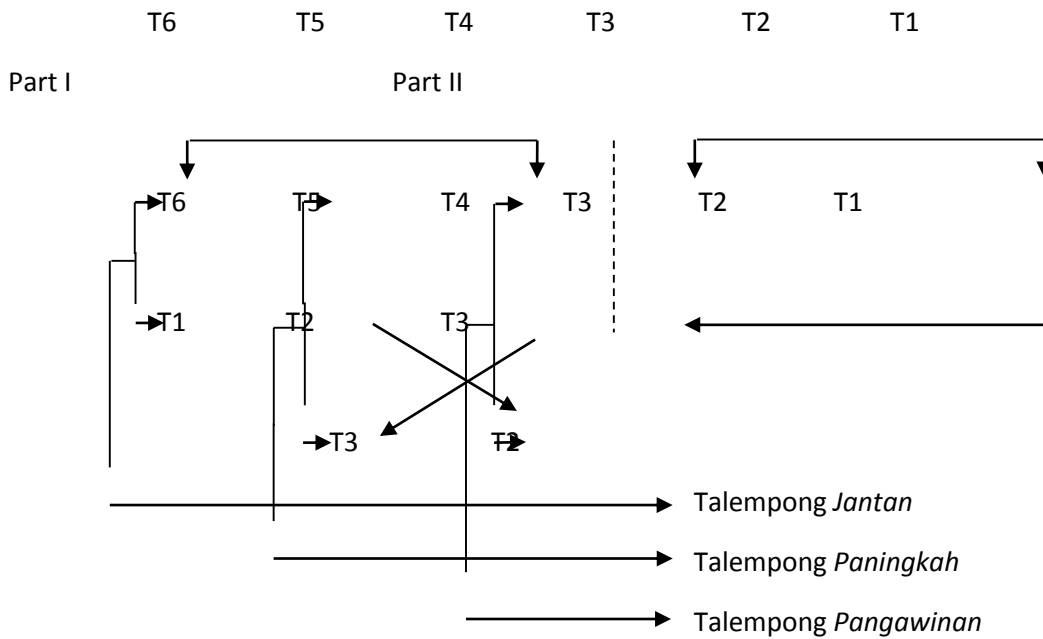 T6 T5 T4 T3 T2 T1
Part I Part II
T6 T5 T4 T3 T2 T1
T1 T2 T3
T3 T2
Talempong Jantan
Talempong Paningkah
Talempong Pangawinan